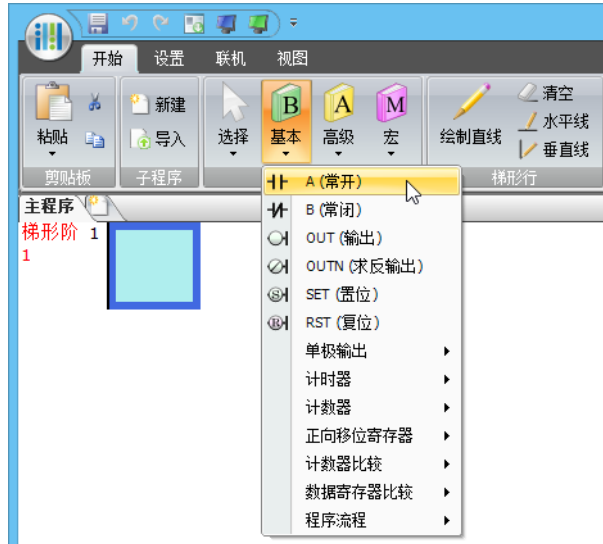 开始 设置 联机 视图
粘贴 新建 导入 选择 B 基本 A 高级 M 宏 绘制直线 清空 水平线 垂直线
剪贴板 子程序 梯形行
主程序
梯形阶 1
1
A (常开)
B (常闭)
OUT (输出)
OUTN (求反输出)
S SET (置位)
R RST (复位)
单极输出
计时器
计数器
正向移位寄存器
计数器比较
数据寄存器比较
程序流程